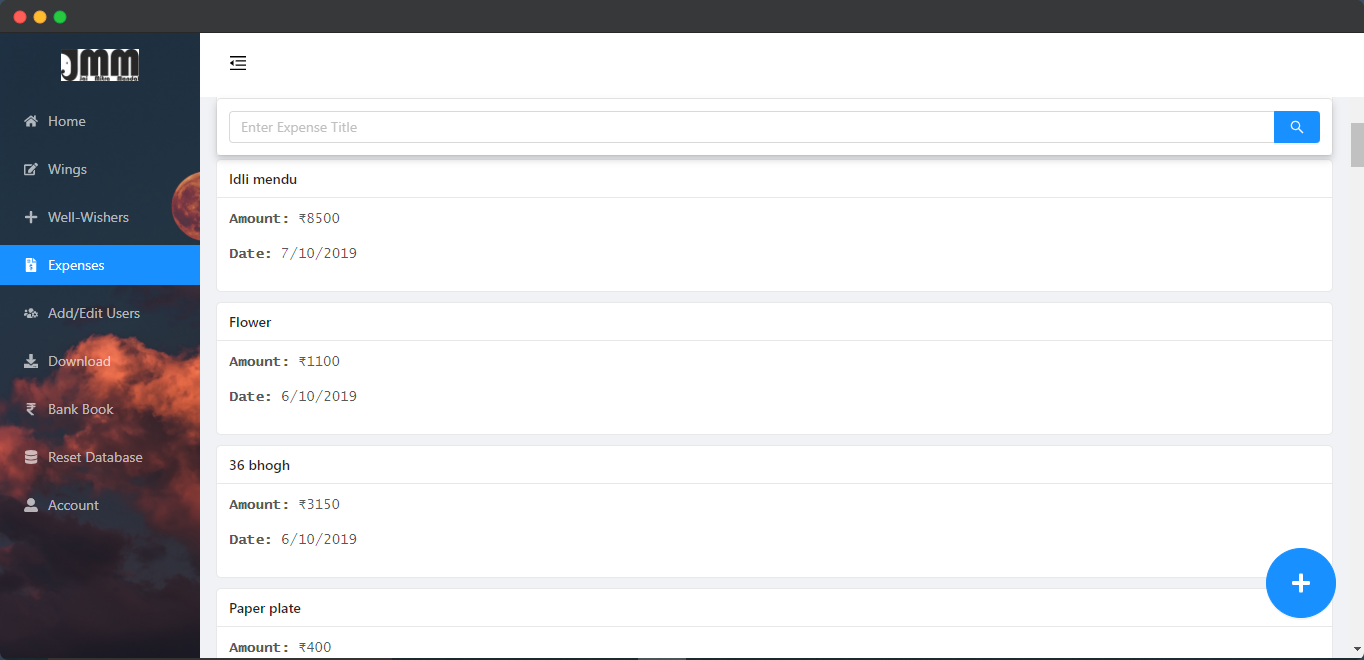 JMM
Home
Wings
Well-Wishers
Expenses
Add/Edit Users
Download
Bank Book
Reset Database
Account
Enter Expense Title
Idli mendu
Amount: ₹8500
Date: 7/10/2019
Flower
Amount: ₹1100
Date: 6/10/2019
36 bhogh
Amount: ₹3150
Date: 6/10/2019
Paper plate
Amount: ₹400